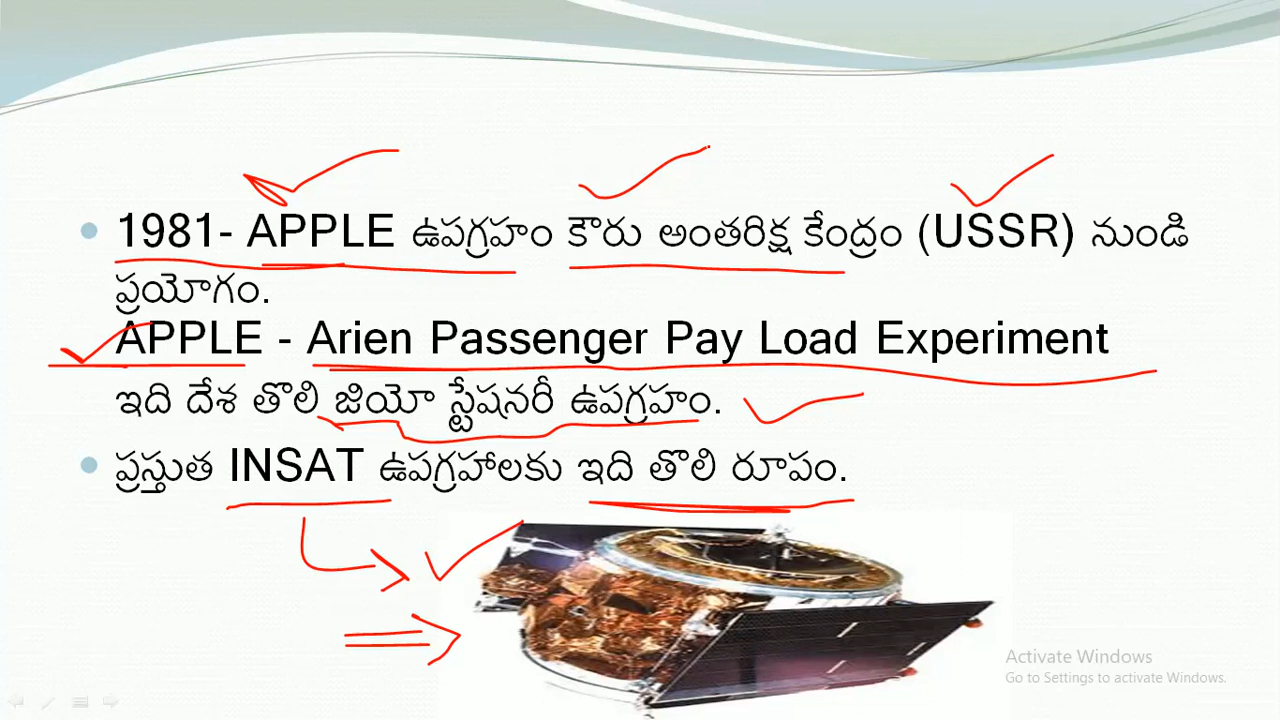 1981- APPLE ఉపగ్రహం కౌరు అంతరిక్ష కేంద్రం (USSR) నుండి
ప్రయోగం.
APPLE - Arien Passenger Pay Load Experiment
ఇది దేశ తొలి జియో స్టేషనరీ ఉపగ్రహం.
ప్రస్తుత INSAT ఉపగ్రహాలకు ఇది తొలి రూపం.
Activate Windows
Go to Settings to activate Windows.